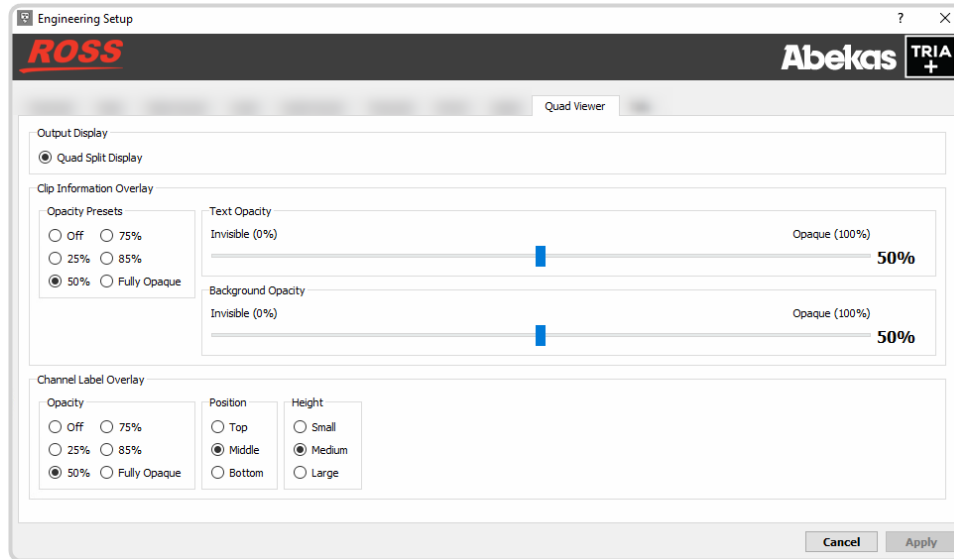 Engineering Setup
?
ROSS
Abekas TRIA
+
Quad Viewer
Output Display
Quad Split Display
Clip Information Overlay
Opacity Presets
Off 75%
25% 85%
50% Fully Opaque
Text Opacity
Invisible (0%) Opaque (100%)
50%
Background Opacity
Invisible (0%) Opaque (100%)
50%
Channel Label Overlay
Opacity
Off 75%
25% 85%
50% Fully Opaque
Position
Top
Middle
Bottom
Height
Small
Medium
Large
Cancel Apply